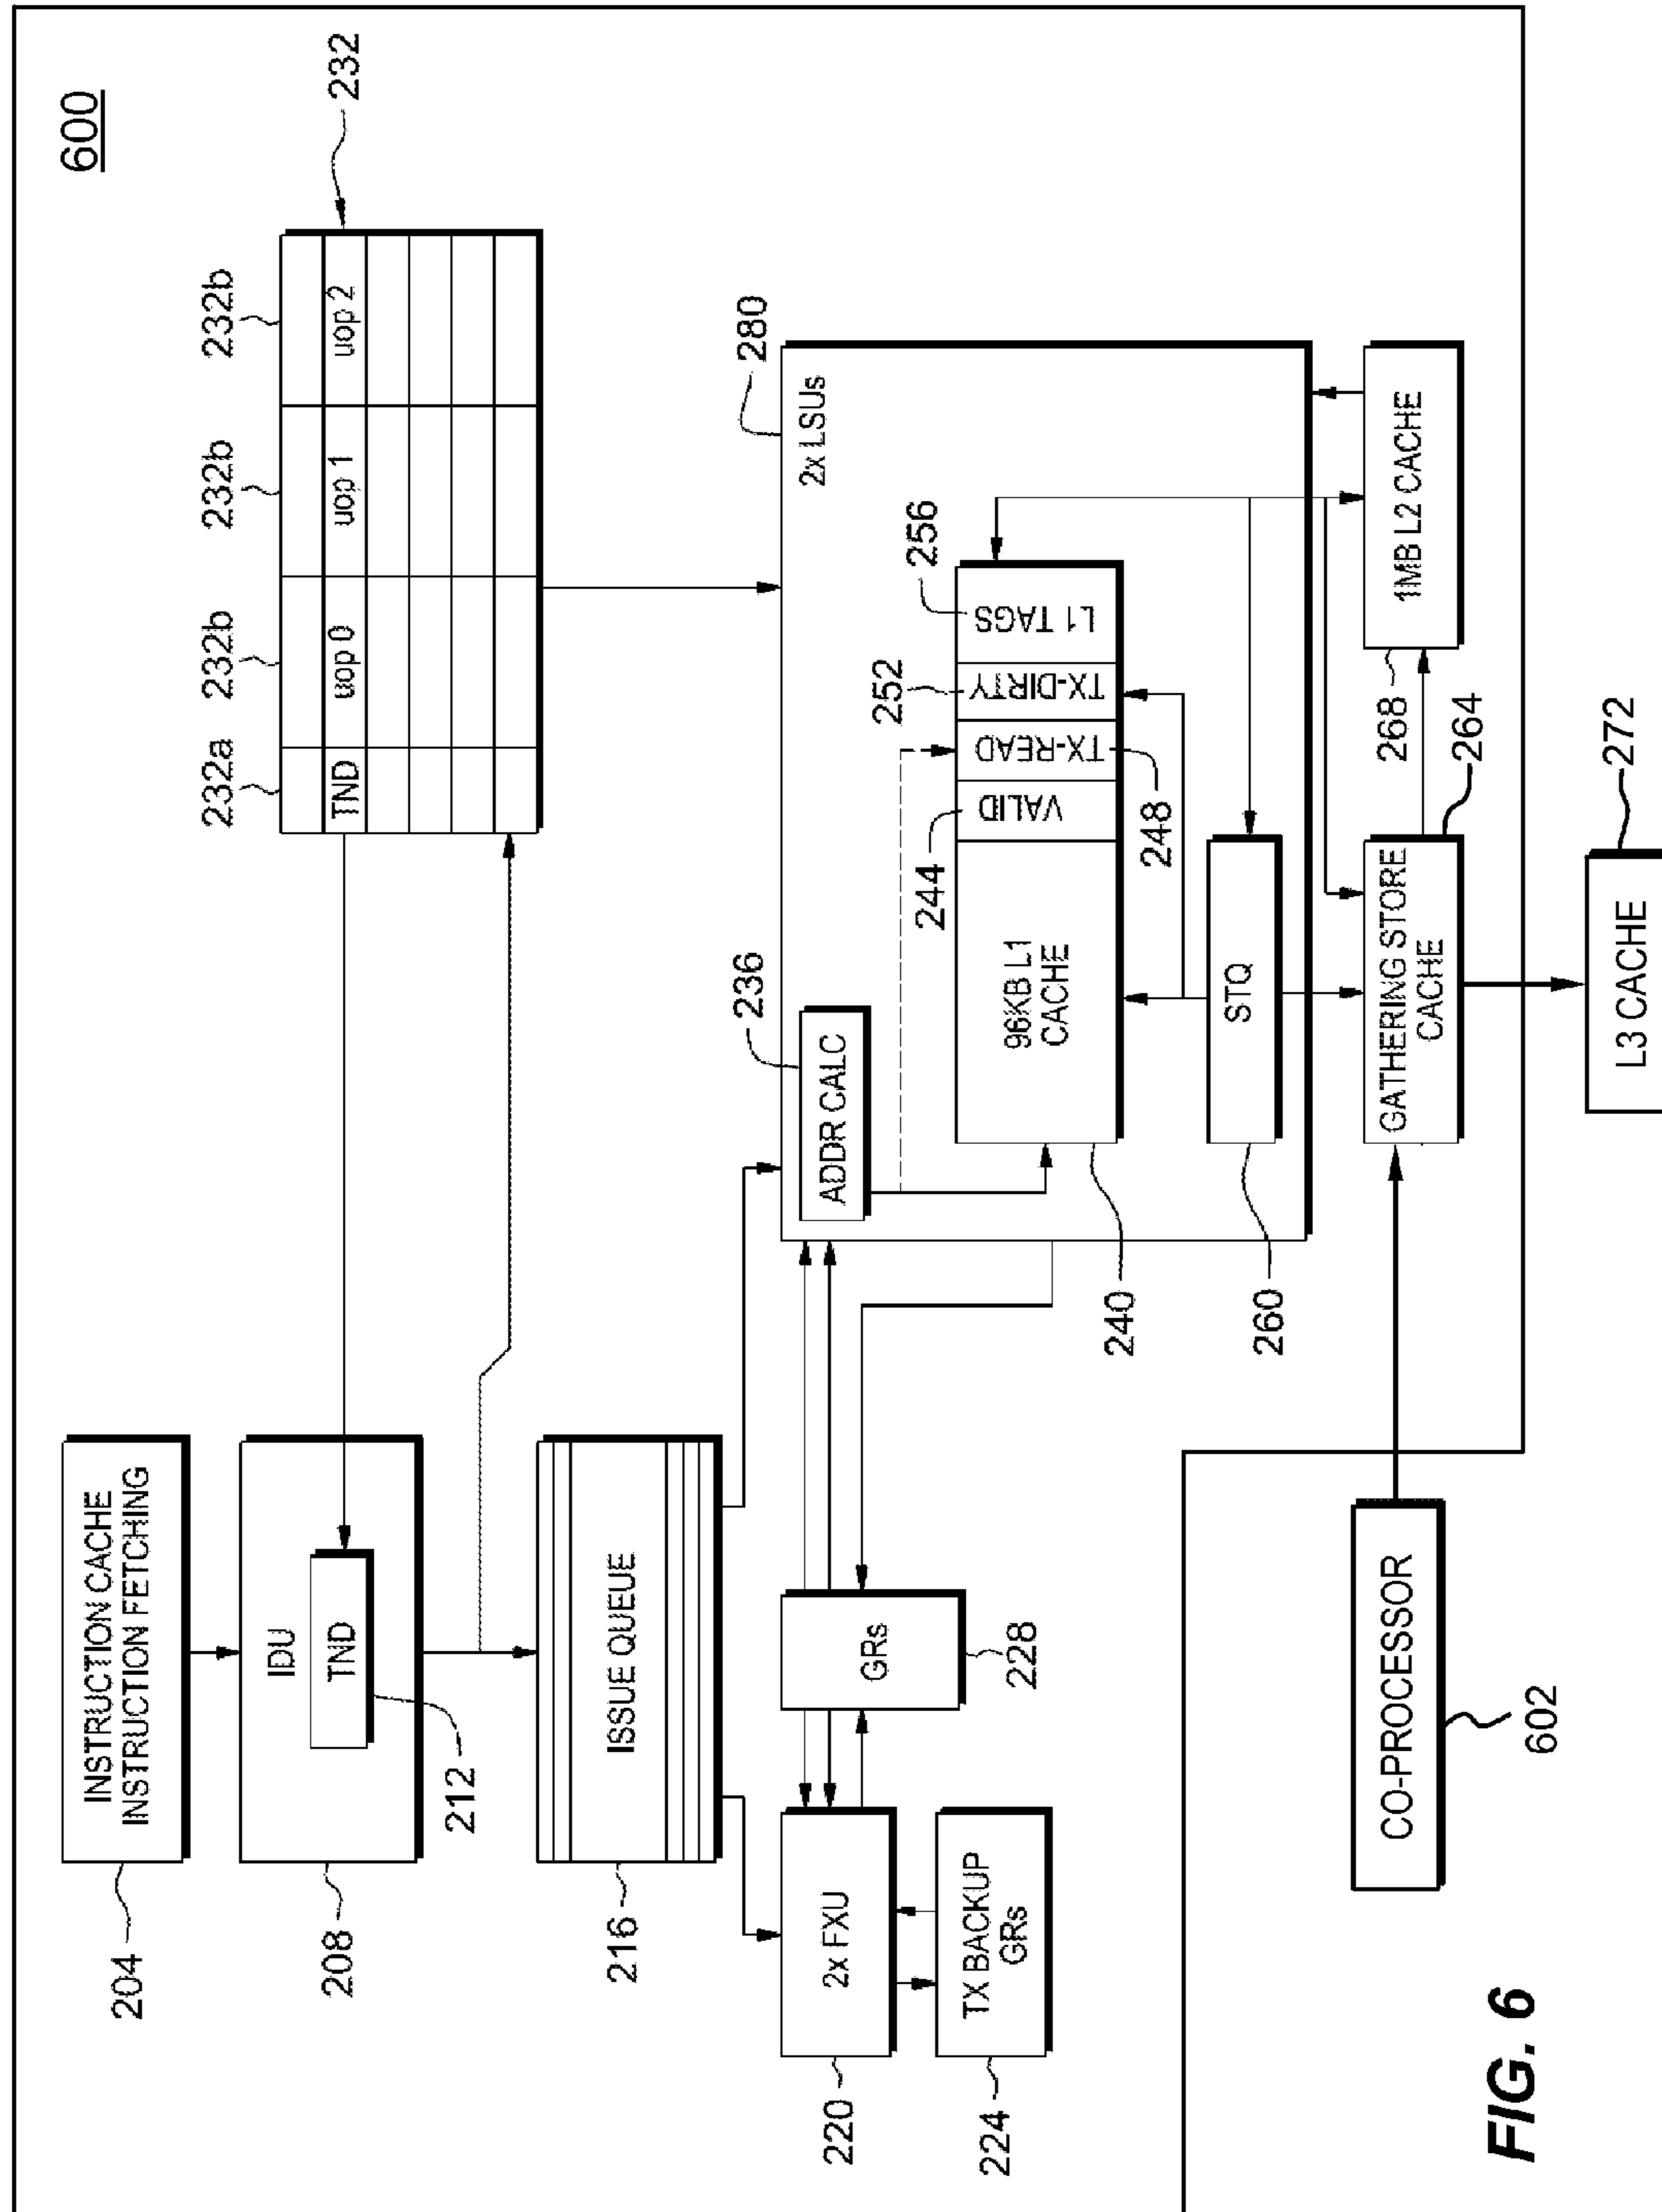 600
204
INSTRUCTION CACHE
INSTRUCTION FETCHING
208
IDU
TND
212
232a
232b
232b
232b
232
TND
uop 0
uop 1
uop 2
216
ISSUE QUEUE
220
2x FXU
224
TX BACKUP
GRs
GRs
228
280
2x LSUs
236
ADDR CALC
244
252
256
96KB L1
CACHE
VALID
TX-READ
TX-DIRTY
L1 TAGS
240
248
STQ
260
GATHERING STORE
CACHE
264
1MB L2 CACHE
268
CO-PROCESSOR
602
L3 CACHE
272
FIG. 6